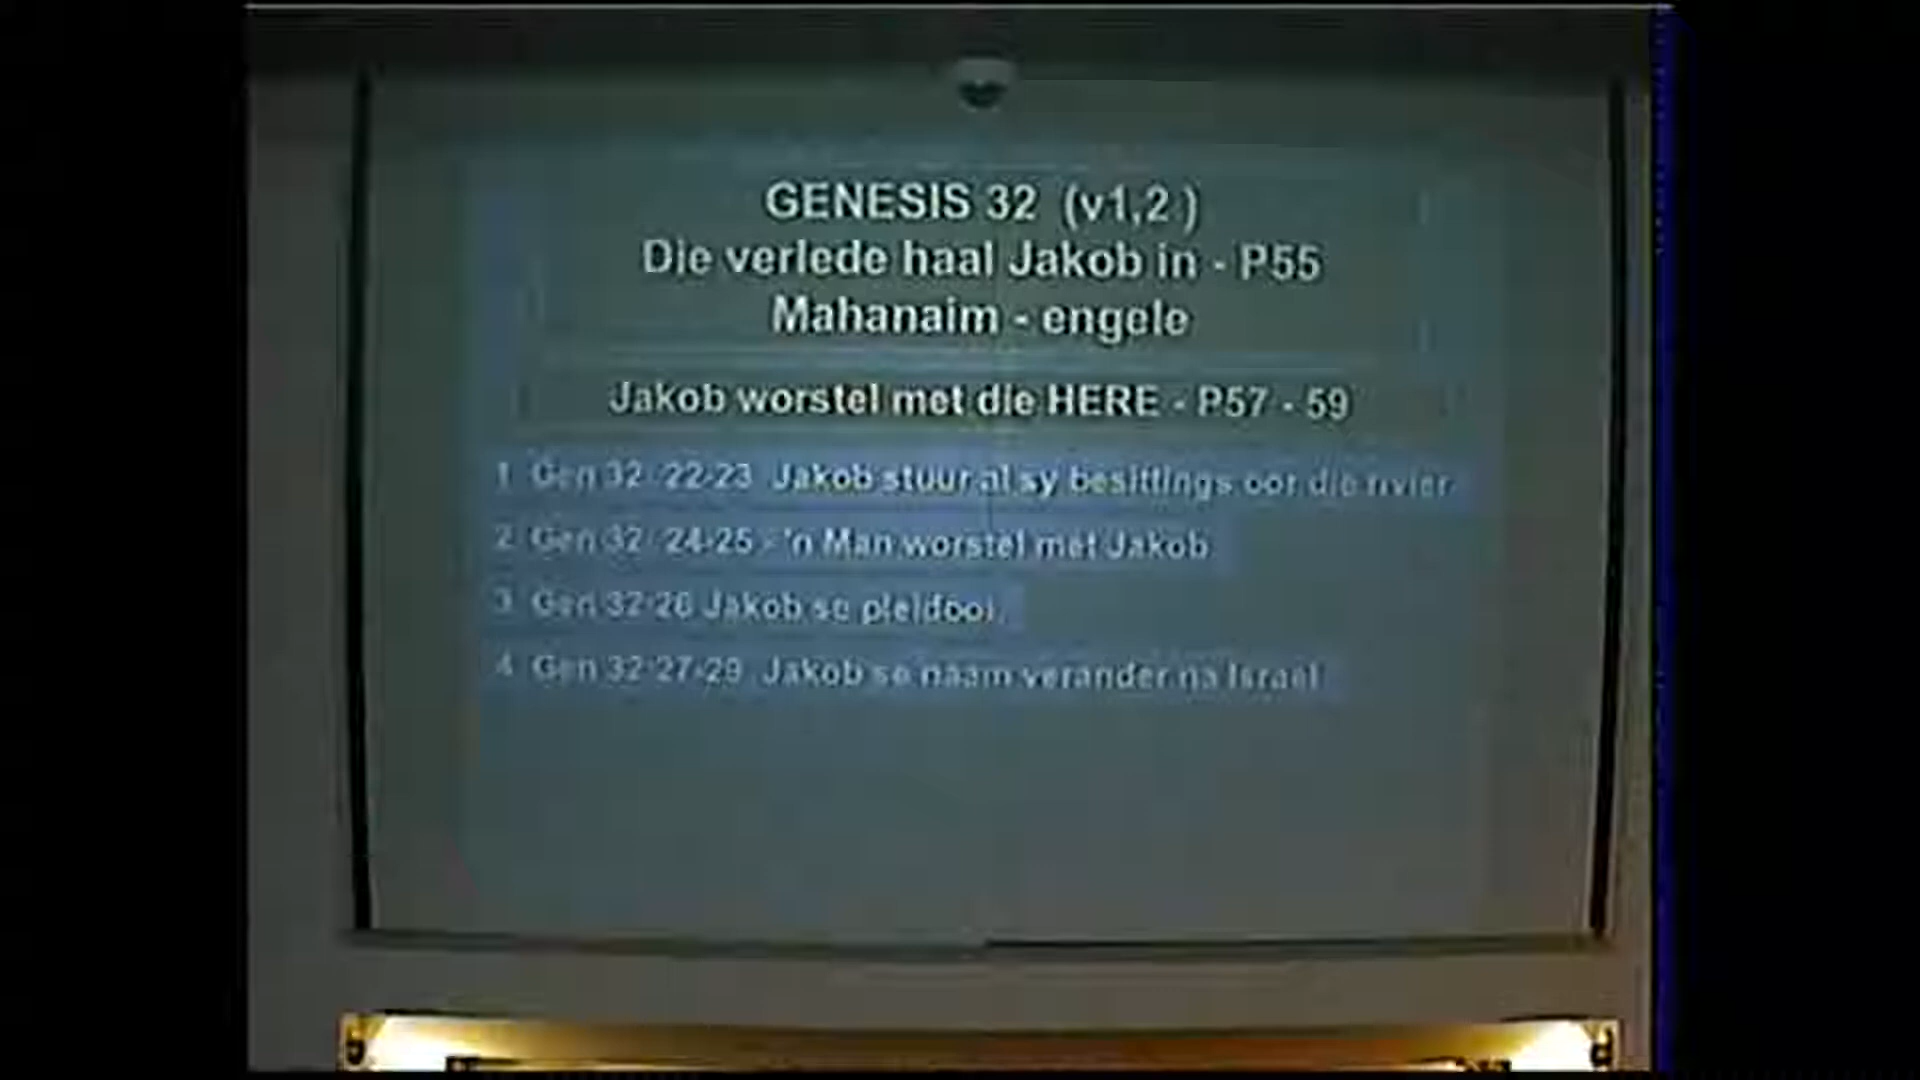 GENESIS 32 (v1,2 )
Die verlede haal Jakob in - P55
Mahanaim - engele
Jakob worstel met die HERE - P57 - 59
1 Gen 32 22-23 Jakob stuur al sy besittings oor die rivier
2 Gen 32 24-25 - 'n Man worstel met Jakob
3 Gen 32:26 Jakob se pleidooi
4 Gen 32:27-29 Jakob se naam verander na Israel